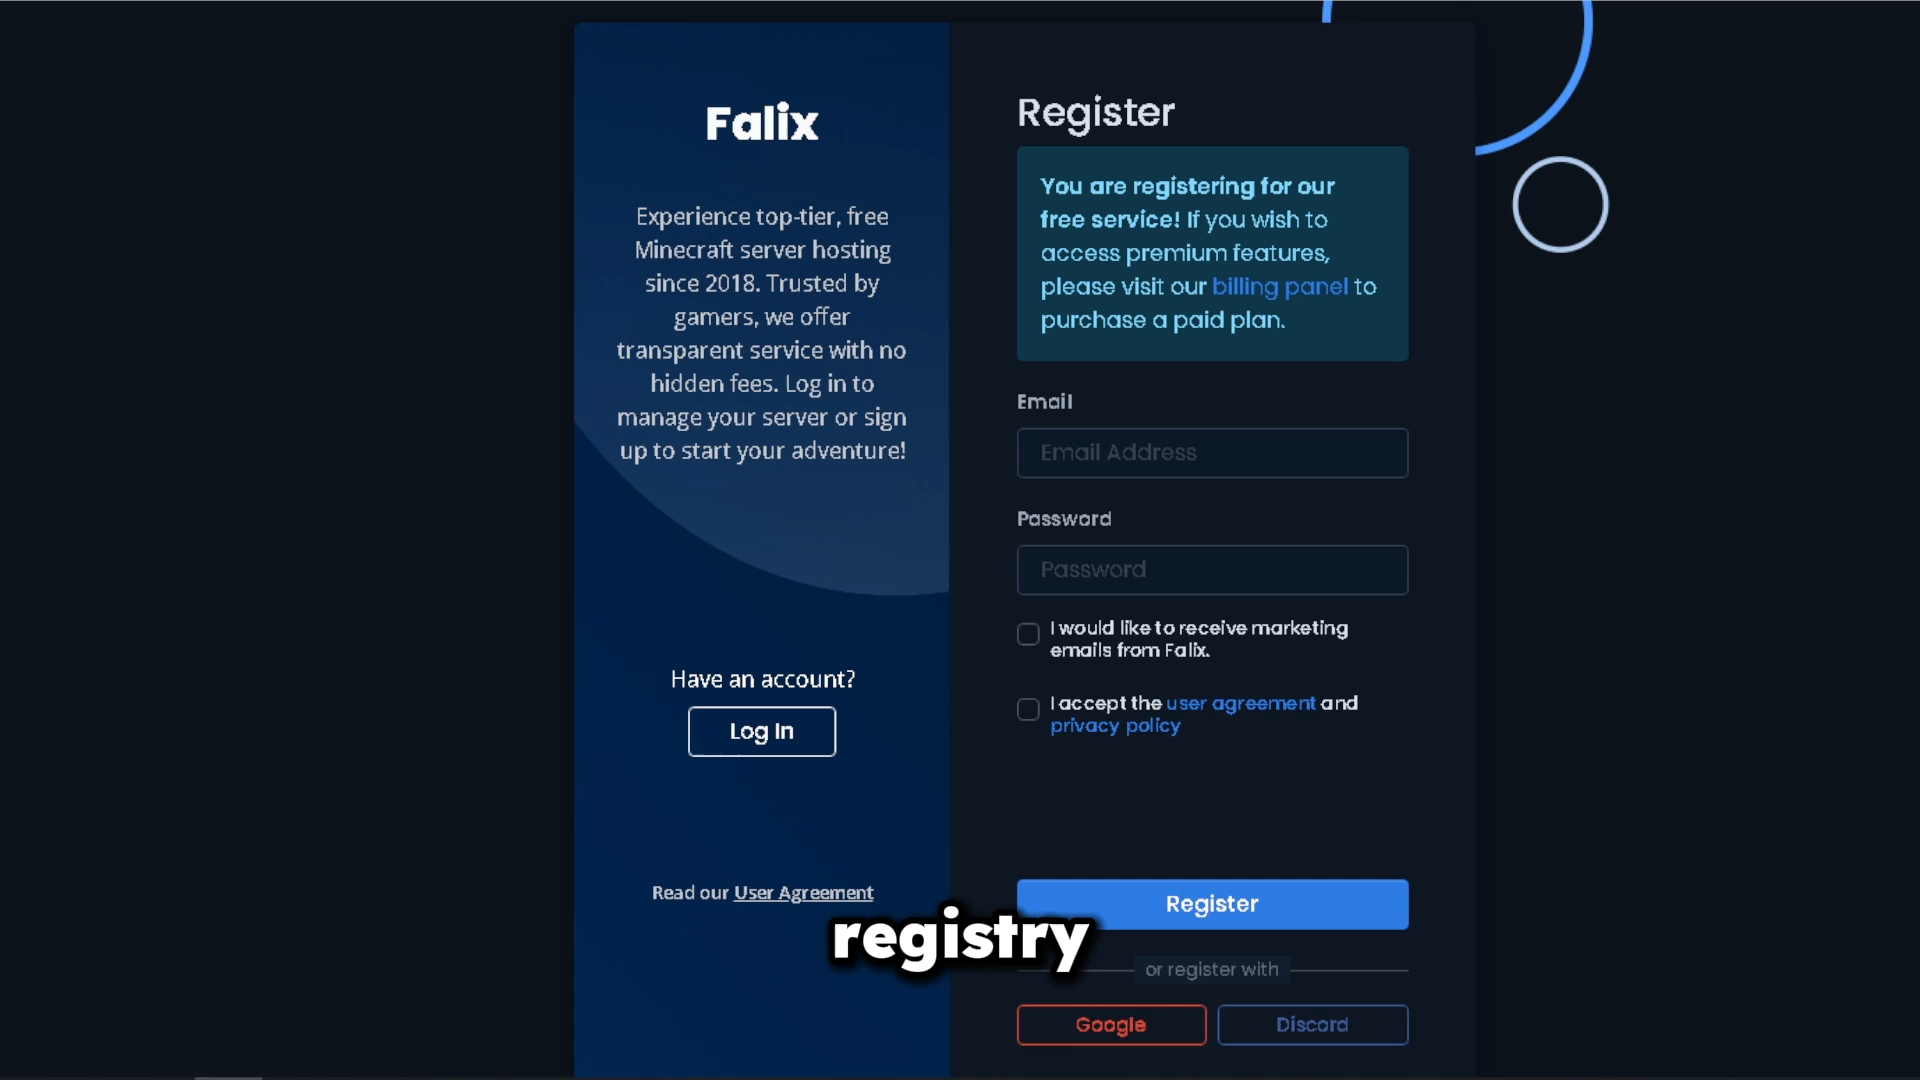 Falix
Experience top-tier, free
Minecraft server hosting
since 2018. Trusted by
gamers, we offer
transparent service with no
hidden fees. Log in to
manage your server or sign
up to start your adventure!
Have an account?
Log In
Read our User Agreement
Register
You are registering for our
free service! If you wish to
access premium features,
please visit our billing panel to
purchase a paid plan.
Email
Email Address
Password
Password
I would like to receive marketing
emails from Falix.
I accept the user agreement and
privacy policy
Register
registry
or register with
Google
Discord